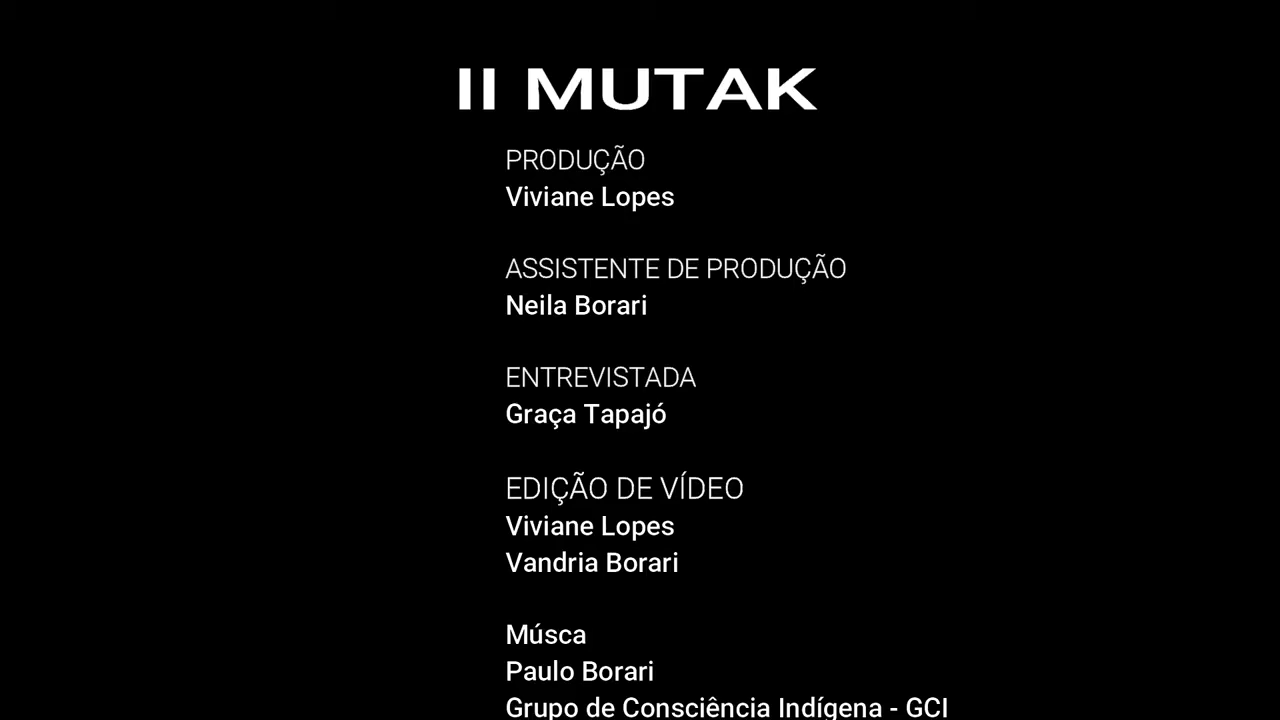 II MUTAK
PRODUÇÃO
Viviane Lopes
ASSISTENTE DE PRODUÇÃO
Neila Borari
ENTREVISTADA
Graça Tapajó
EDIÇÃO DE VÍDEO
Viviane Lopes
Vandria Borari
Músca
Paulo Borari
Grupo de Consciência Indígena - GCI